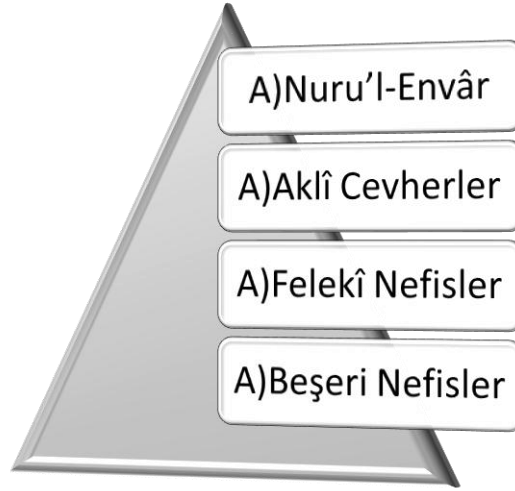 A)Nuru’l-Envâr
A)Aklî Cevherler
A)Felekî Nefisler
A)Beşeri Nefisler